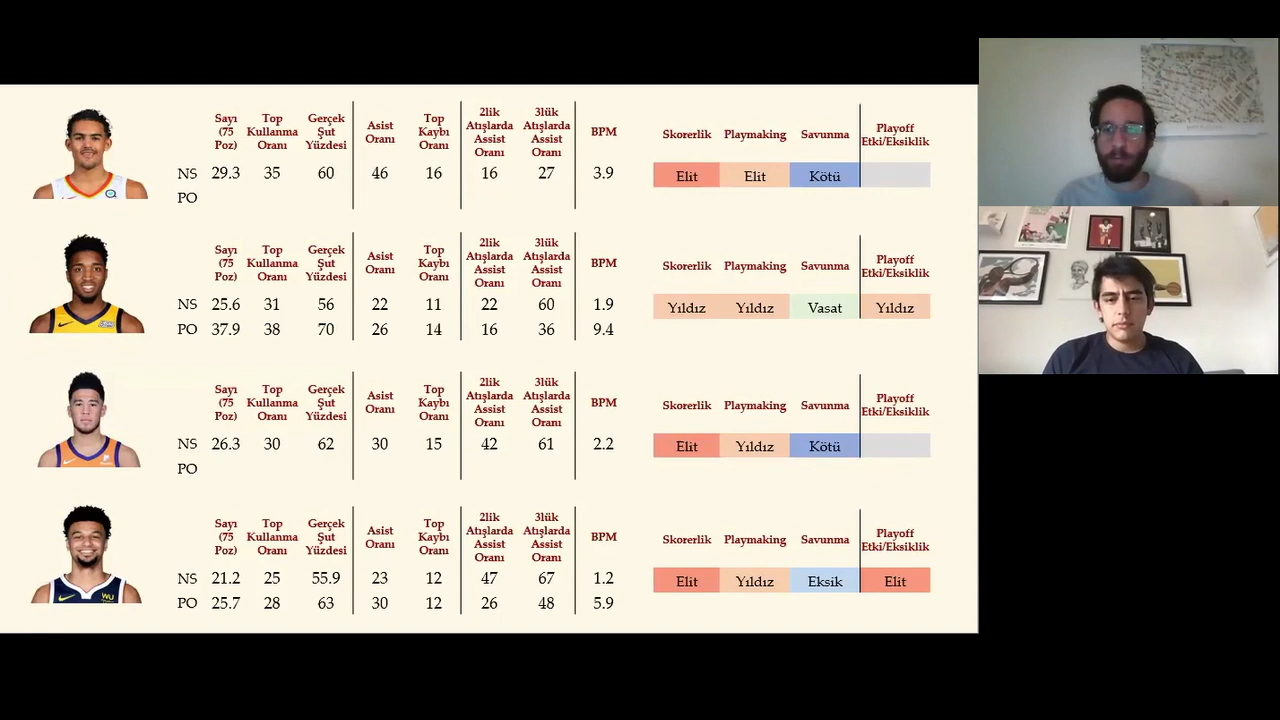 Sayı Top Gerçek Asist Top 2lik 3lük BPM Skorerlik Playmaking Savunma Playoff
(75 Kullanma Şut Oranı Kaybı Atışlarda Atışlarda Etki/Eksiklik
Poz) Oranı Yüzdesi Oranı Assist Assist
Oranı Oranı
NS 29.3 35 60 46 16 16 27 3.9 Elit Elit Kötü
PO
Sayı Top Gerçek Asist Top 2lik 3lük BPM Skorerlik Playmaking Savunma Playoff
(75 Kullanma Şut Oranı Kaybı Atışlarda Atışlarda Etki/Eksiklik
Poz) Oranı Yüzdesi Oranı Assist Assist
Oranı Oranı
NS 25.6 31 56 22 11 22 60 1.9 Yıldız Yıldız Vasat Yıldız
PO 37.9 38 70 26 14 16 36 9.4
Sayı Top Gerçek Asist Top 2lik 3lük BPM Skorerlik Playmaking Savunma Playoff
(75 Kullanma Şut Oranı Kaybı Atışlarda Atışlarda Etki/Eksiklik
Poz) Oranı Yüzdesi Oranı Assist Assist
Oranı Oranı
NS 26.3 30 62 30 15 42 61 2.2 Elit Yıldız Kötü
PO
Sayı Top Gerçek Asist Top 2lik 3lük BPM Skorerlik Playmaking Savunma Playoff
(75 Kullanma Şut Oranı Kaybı Atışlarda Atışlarda Etki/Eksiklik
Poz) Oranı Yüzdesi Oranı Assist Assist
Oranı Oranı
NS 21.2 25 55.9 23 12 47 67 1.2 Elit Yıldız Eksik Elit
PO 25.7 28 63 30 12 26 48 5.9
WU